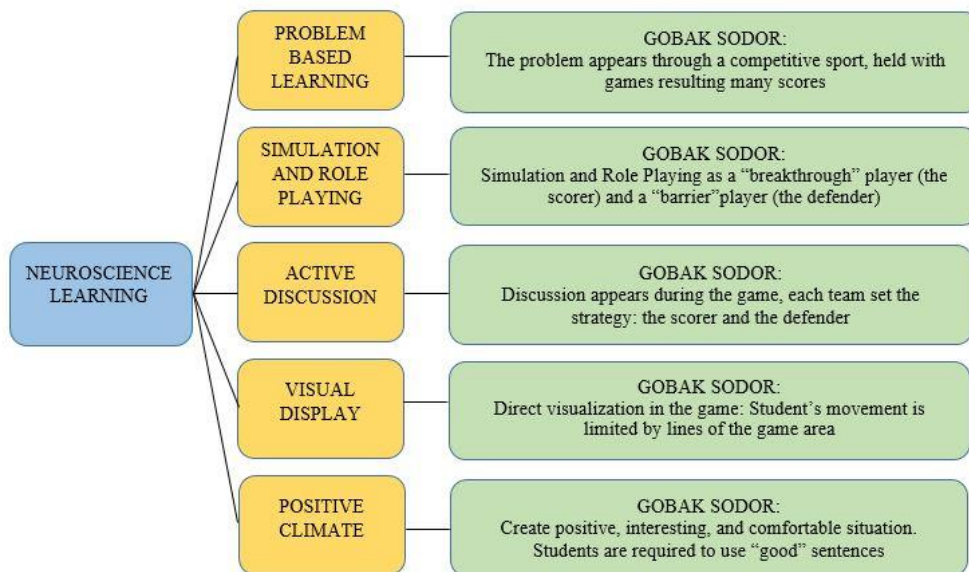 PROBLEM
BASED
LEARNING
GOBAK SODOR:
The problem appears through a competitive sport, held with
games resulting many scores
SIMULATION
AND ROLE
PLAYING
GOBAK SODOR:
Simulation and Role Playing as a “breakthrough” player (the
scorer) and a “barrier”player (the defender)
NEUROSCIENCE
LEARNING
ACTIVE
DISCUSSION
GOBAK SODOR:
Discussion appears during the game, each team set the
strategy: the scorer and the defender
VISUAL
DISPLAY
GOBAK SODOR:
Direct visualization in the game: Student’s movement is
limited by lines of the game area
POSITIVE
CLIMATE
GOBAK SODOR:
Create positive, interesting, and comfortable situation.
Students are required to use “good” sentences